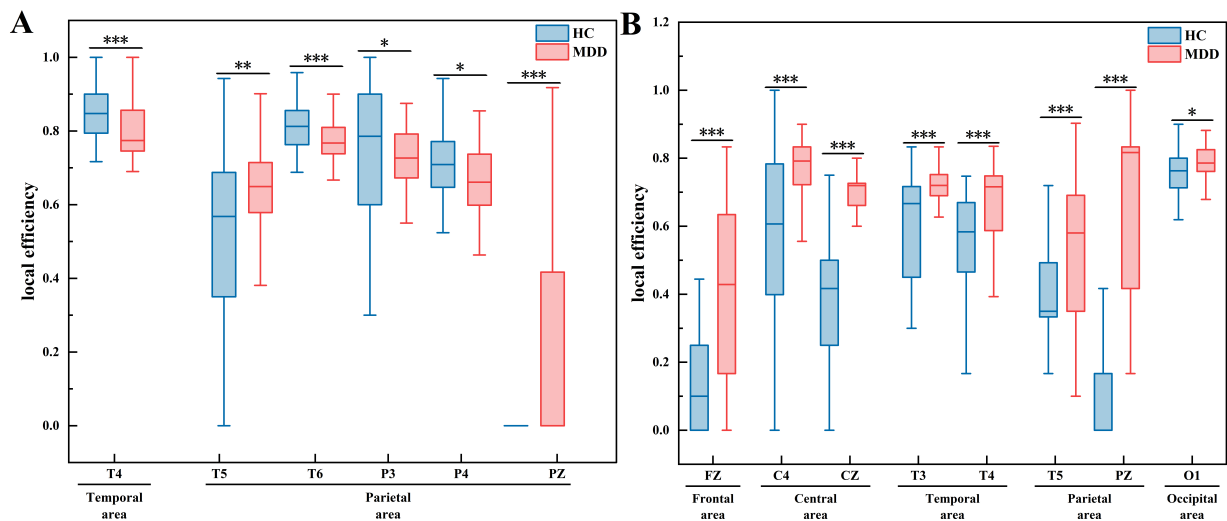 A
HC
MDD
***
**
***
*
*
***
local efficiency
1.0
0.8
0.6
0.4
0.2
0.0
T4
T5
T6
P3
P4
PZ
Temporal
area
Parietal
area
B
HC
MDD
***
***
***
***
***
***
***
*
local efficiency
1.2
1.0
0.8
0.6
0.4
0.2
0.0
FZ
C4
CZ
T3
T4
T5
PZ
O1
Frontal
area
Central
area
Temporal
area
Parietal
area
Occipital
area